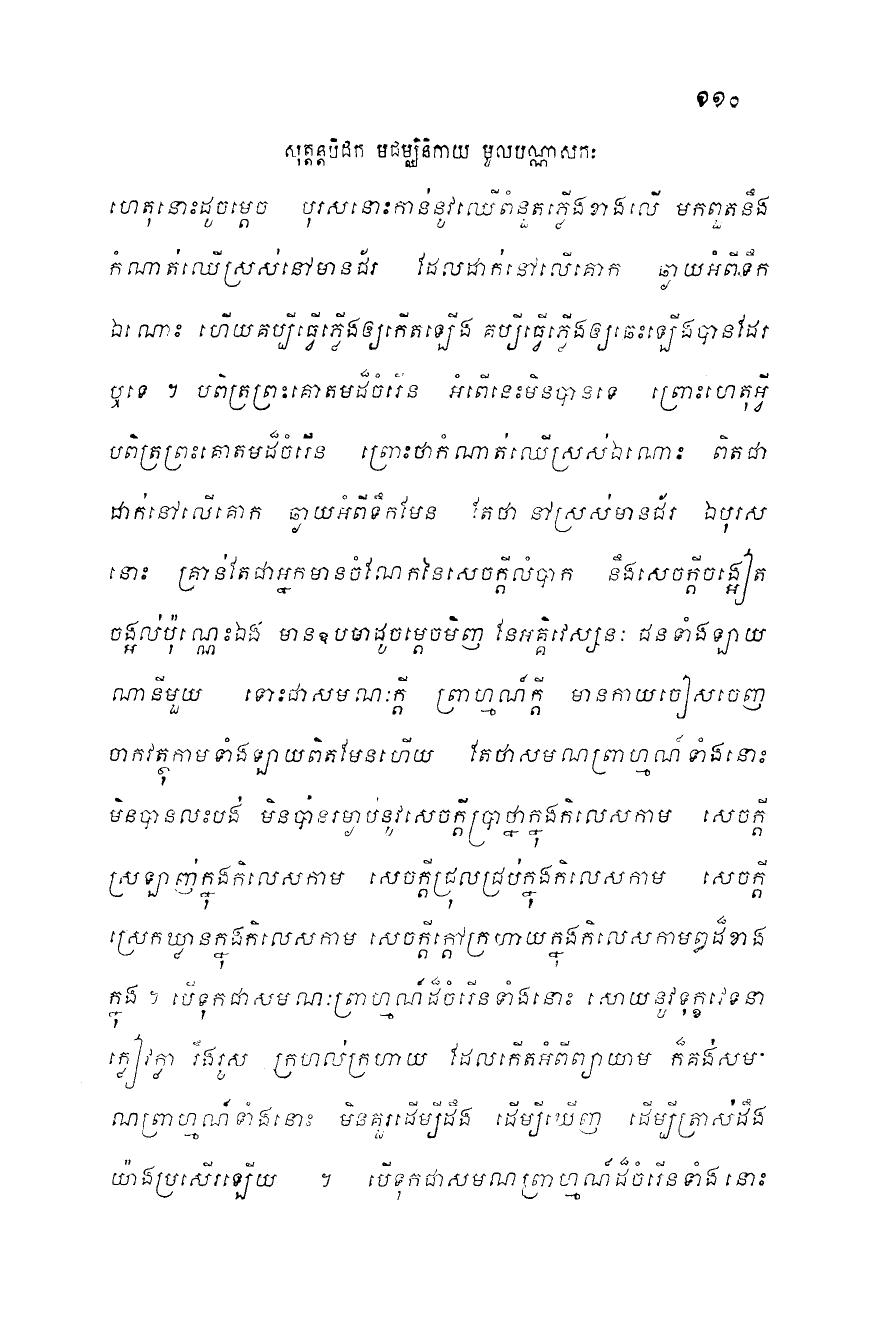 ១១០
សុត្តន្តបិដក មជ្ឈិមនិកាយ មូលបណ្ណាសកៈ
ហេតុនោះដូចម្តេច បុរសនោះកាន់នូវឈើពំនួតភ្លើងខាងលើ មកពួតនឹង
កំណាត់ឈើស្រស់នៅមានជ័រ ដែលដាក់នៅលើគោក ឆ្ងាយអំពីទឹក
ឯណោះ ហើយគប្បីធ្វើភ្លើងឲ្យកើតឡើង គប្បីធ្វើភ្លើងឲ្យឆេះឡើងបានដែរ
ឬទេ ។ បពិត្រព្រះគោតមដ៏ចំរើន អំពើនេះមិនបានទេ ព្រោះហេតុអ្វី
បពិត្រព្រះគោតមដ៏ចំរើន ព្រោះថាកំណាត់ឈើស្រស់ឯណោះ ពិតជា
ដាក់នៅលើគោក ឆ្ងាយអំពីទឹកមែន តែថា នៅស្រស់មានជ័រ ឯបុរស
នោះ គ្រាន់តែជាអ្នកមានចំណែកនៃសេចក្តីលំបាក នឹងសេចក្តីចង្អៀត
ចង្អល់ប៉ុណ្ណេះឯង មានឧបមាដូចម្តេចមិញ នែអគ្គិវេស្សនៈ ជនទាំងឡាយ
ណានីមួយ ទោះជាសមណៈក្តី ព្រាហ្មណ៍ក្តី មានកាយចៀសចេញ
ចាកវត្ថុកាមទាំងឡាយពិតមែនហើយ តែថាសមណព្រាហ្មណ៍ទាំងនោះ
មិនបានលះបង់ មិនបានរម្ងាប់នូវសេចក្តីប្រាថ្នាក្នុងកិលេសកាម សេចក្តី
ស្រឡាញ់ក្នុងកិលេសកាម សេចក្តីជ្រុលជ្រប់ក្នុងកិលេសកាម សេចក្តី
ស្រេកឃ្លានក្នុងកិលេសកាម សេចក្តីក្តៅក្រហាយក្នុងកិលេសកាមឰដ៏ខាង
ក្នុង ។ បើទុកជាសមណៈព្រាហ្មណ៍ដ៏ចំរើនទាំងនោះ សោយនូវទុក្ខវេទនា
ក្លៀវក្លា រឹងរូស ក្រហល់ក្រហាយ ដែលកើតអំពីព្យាយាម ក៏គង់សម-
ណព្រាហ្មណ៍ទាំងនោះ មិនគួរដើម្បីដឹង ដើម្បីឃើញ ដើម្បីត្រាស់ដឹង
យ៉ាងប្រសើរឡើយ ។ បើទុកជាសមណព្រាហ្មណ៍ដ៏ចំរើនទាំងនោះ